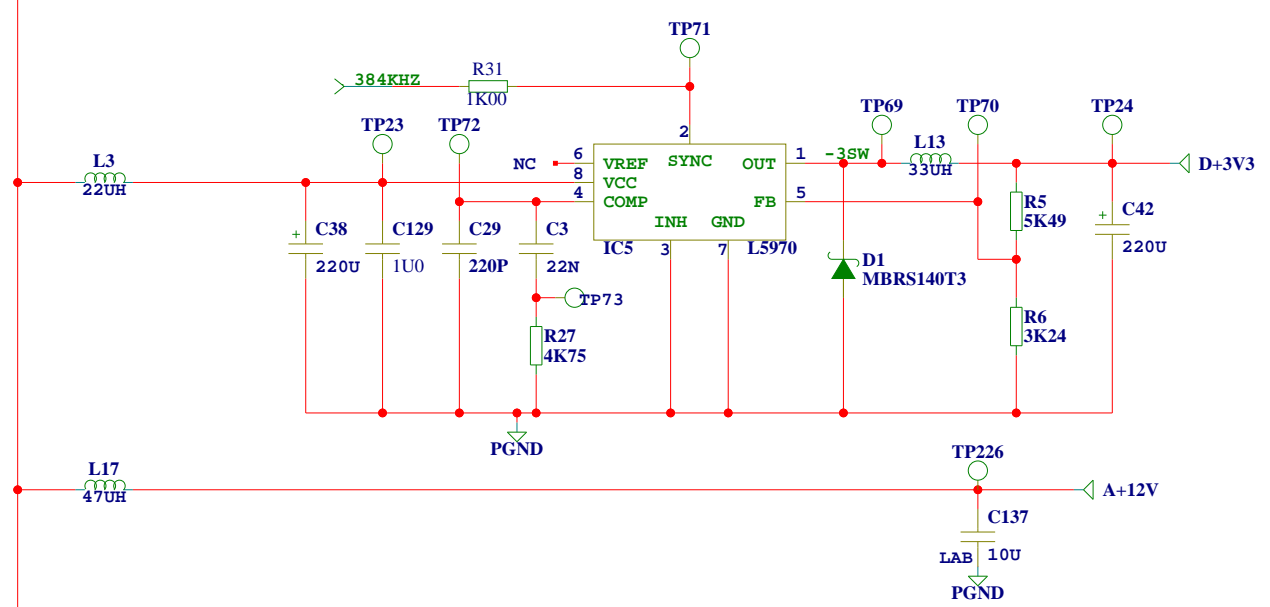 TP71
384KHZ
R31
1K00
TP23
TP72
TP69
TP70
TP24
L3
22UH
NC
6
8
4
2
VREF
VCC
COMP
SYNC
OUT
FB
INH
GND
1
5
3
7
IC5
L5970
-3SW
L13
33UH
D+3V3
C38
220U
C129
1U0
C29
220P
C3
22N
TP73
R27
4K75
D1
MBRS140T3
R5
5K49
R6
3K24
C42
220U
+
+
PGND
L17
47UH
TP226
A+12V
C137
10U
LAB
PGND